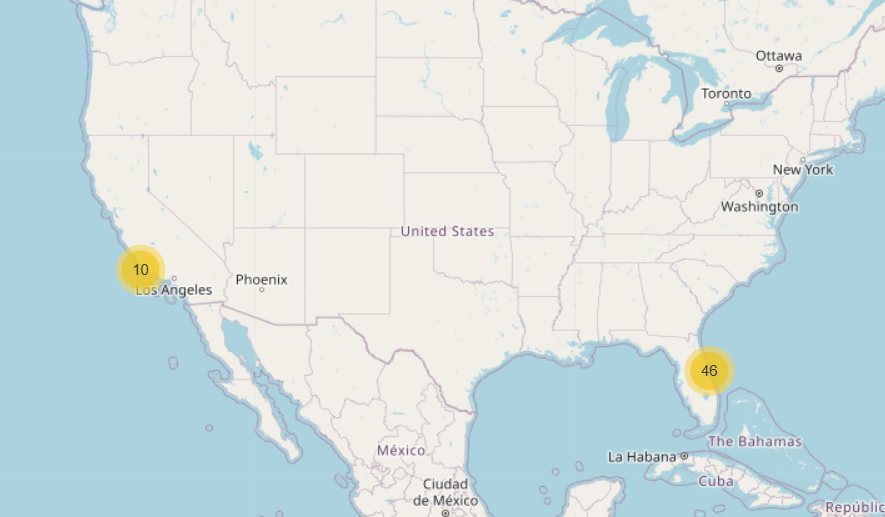 Ottawa
Toronto
New York
Washington
United States
10
Los Angeles
Phoenix
46
The Bahamas
La Habana
México
Cuba
Ciudad
de México
Repúblic